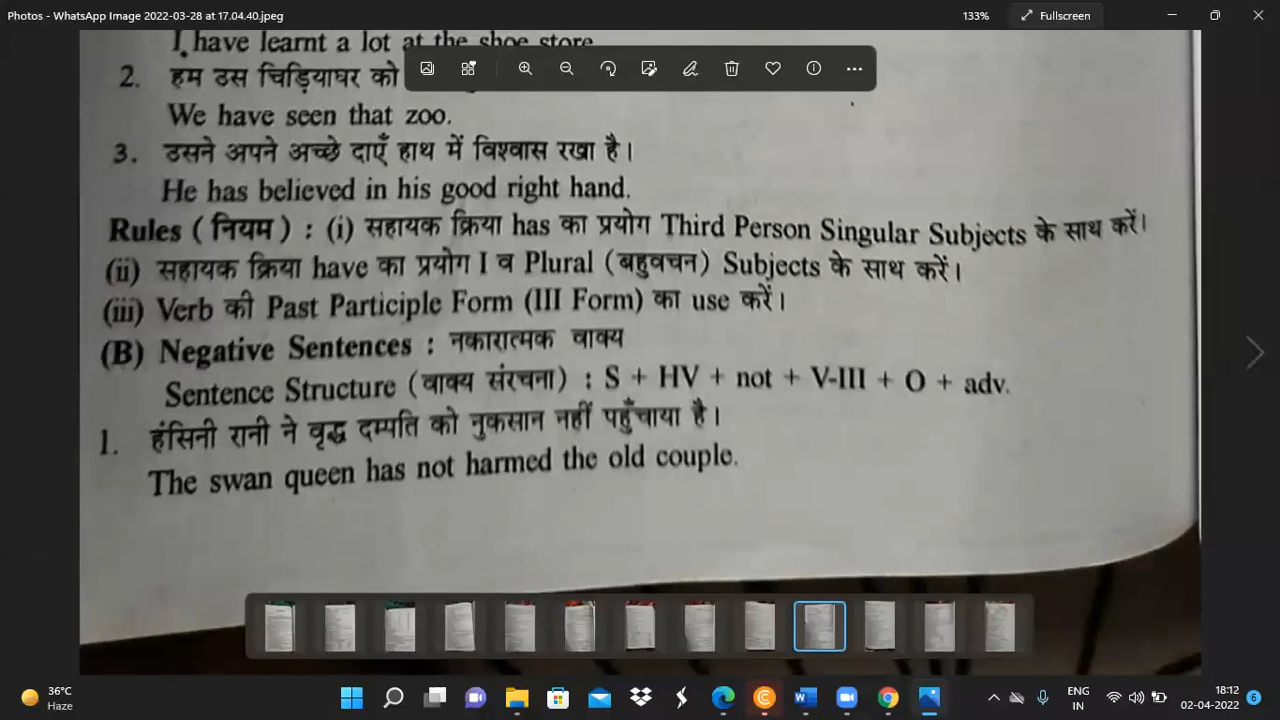 Photos - WhatsApp Image 2022-03-28 at 17.04.40.jpeg
133%
Fullscreen
I have learnt a lot at the shoe store
2. हम उस चिड़ियाघर को
We have seen that zoo.
3. उसने अपने अच्छे दाएँ हाथ में विश्वास रखा है।
He has believed in his good right hand.
Rules ( नियम ) : (i) सहायक क्रिया has का प्रयोग Third Person Singular Subjects के साथ करें।
(ii) सहायक क्रिया have का प्रयोग I व Plural (बहुवचन) Subjects के साथ करें।
(iii) Verb की Past Participle Form (III Form) का use करें।
(B) Negative Sentences : नकारात्मक वाक्य
Sentence Structure (वाक्य संरचना) : S + HV + not + V-III + O + adv.
1. हंसिनी रानी ने वृद्ध दम्पति को नुकसान नहीं पहुँचाया है।
The swan queen has not harmed the old couple.
36°C
Haze
ENG
IN
18:12
02-04-2022
6